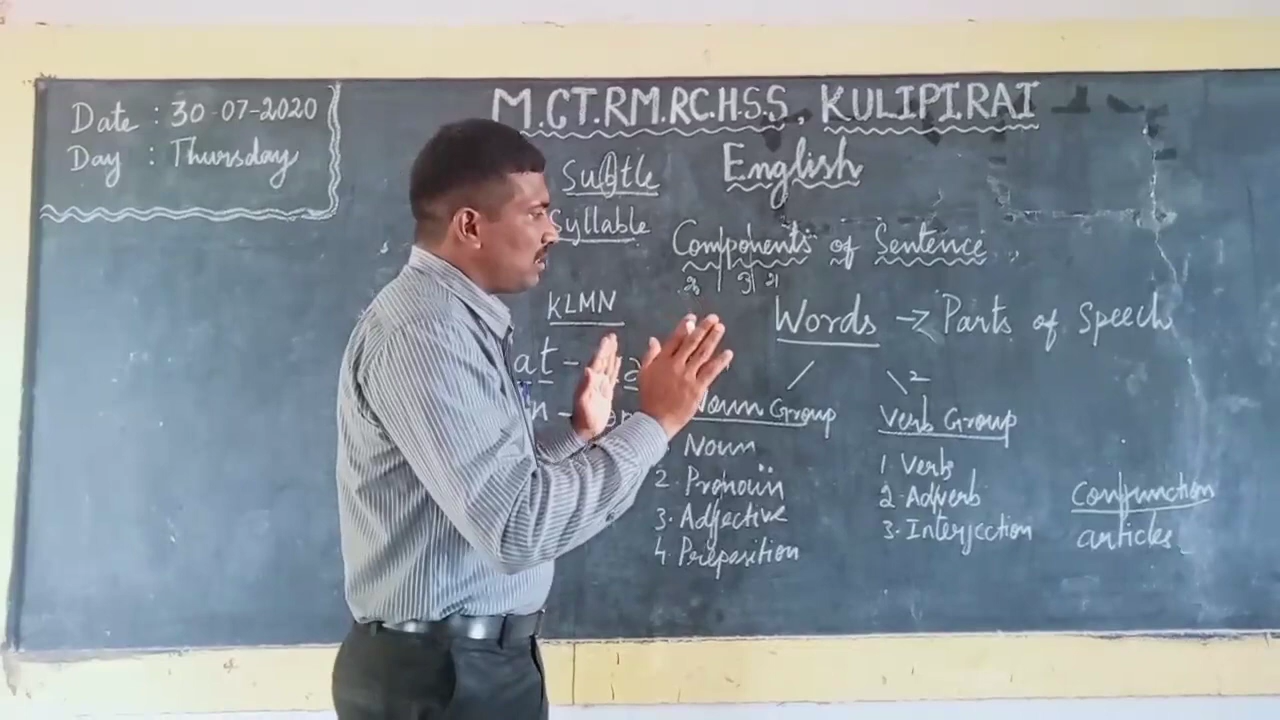 Date : 30-07-2020
Day : Thursday
M.CT.RM.RC.H.S.S, KULIPIRAI
English
Subtle
Syllable
Components of Sentence
KLMN
Words → Parts of Speech
at -
Noun Group
Noun
2. Pronoun
3. Adjective
4. Preposition
2
Verb Group
1 Verb
2 Adverb
3. Interjection
Conjunction
articles